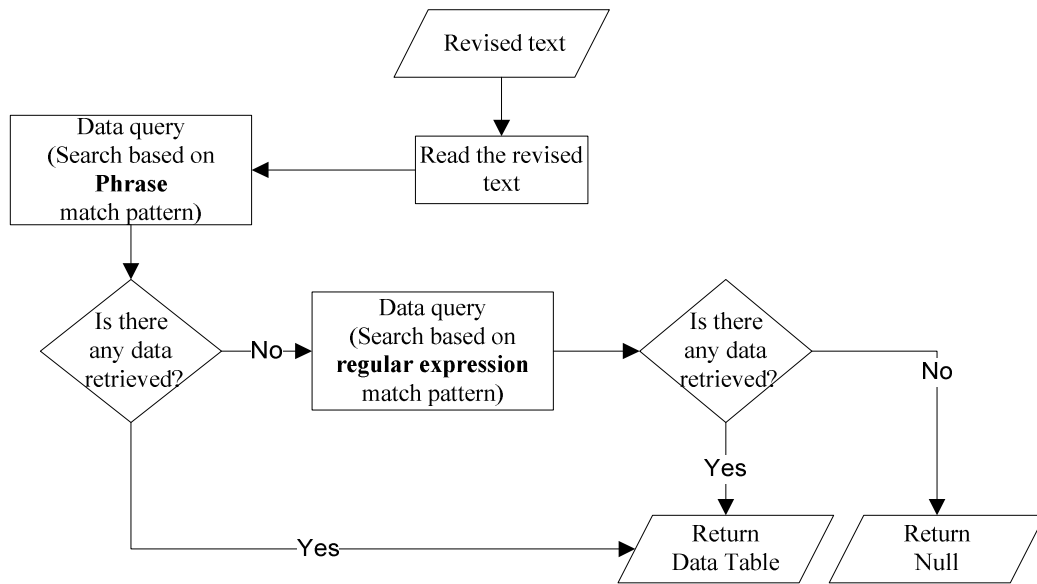 Revised text
Read the revised
text
Data query
(Search based on
Phrase
match pattern)
Is there
any data
retrieved?
No
Data query
(Search based on
regular expression
match pattern)
Is there
any data
retrieved?
No
Yes
Yes
Return
Data Table
Return
Null